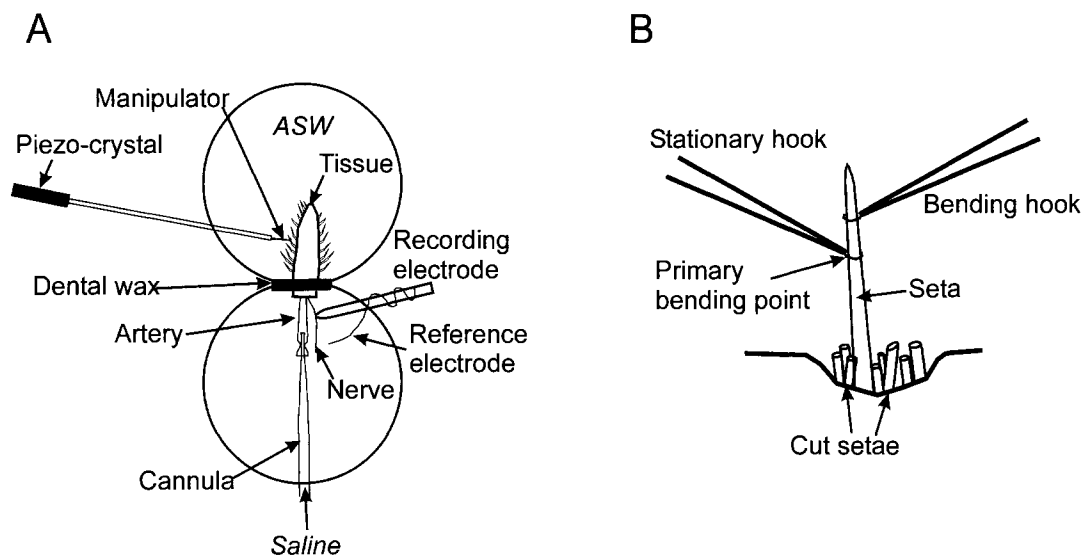 A
Manipulator
ASW
Piezo-crystal
Tissue
Recording
electrode
Dental wax
Artery
Reference
electrode
Nerve
Cannula
Saline
B
Stationary hook
Bending hook
Primary
bending point
Seta
Cut setae